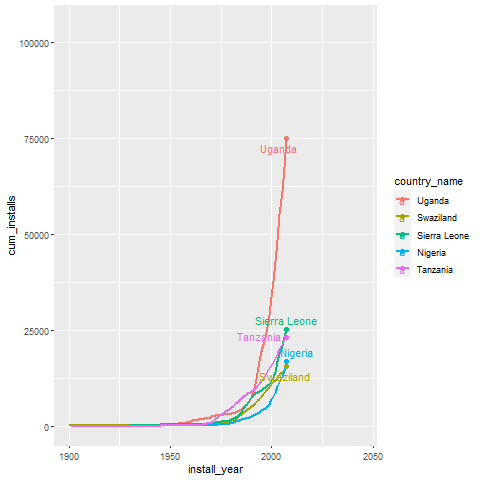 100000
75000
50000
25000
0
cum_installs
1900
1950
2000
2050
install_year
Uganda
Sierra Leone
Tanzania
Nigeria
Swaziland
country_name
Uganda
Swaziland
Sierra Leone
Nigeria
Tanzania